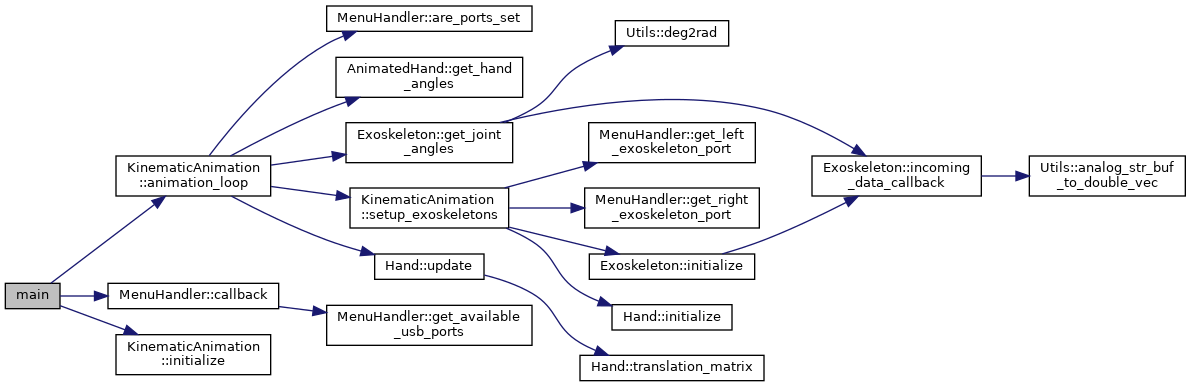 MenuHandler::are_ports_set
Utils::deg2rad
AnimatedHand::get_hand
_angles
Exoskeleton::get_joint
_angles
MenuHandler::get_left
_exoskeleton_port
KinematicAnimation
::animation_loop
Exoskeleton::incoming
_data_callback
Utils::analog_str_buf
_to_double_vec
KinematicAnimation
::setup_exoskeletons
MenuHandler::get_right
_exoskeleton_port
Hand::update
Exoskeleton::initialize
main
MenuHandler::callback
MenuHandler::get_available
_usb_ports
Hand::initialize
KinematicAnimation
::initialize
Hand::translation_matrix